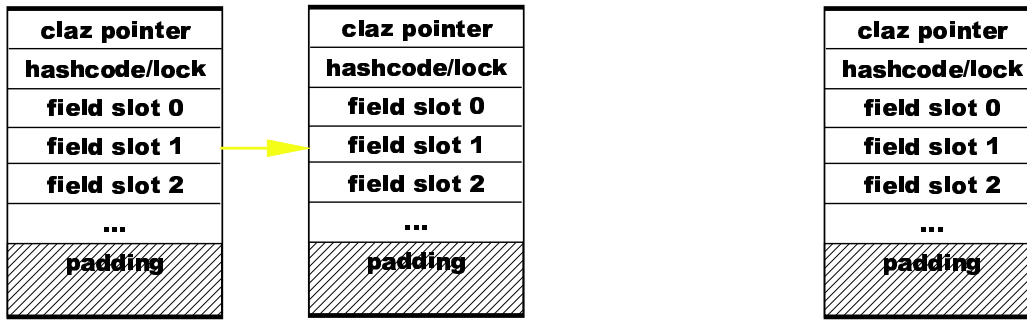 claz pointer
hashcode/lock
field slot 0
field slot 1
field slot 2
...
padding
claz pointer
hashcode/lock
field slot 0
field slot 1
field slot 2
...
padding
claz pointer
hashcode/lock
field slot 0
field slot 1
field slot 2
...
padding